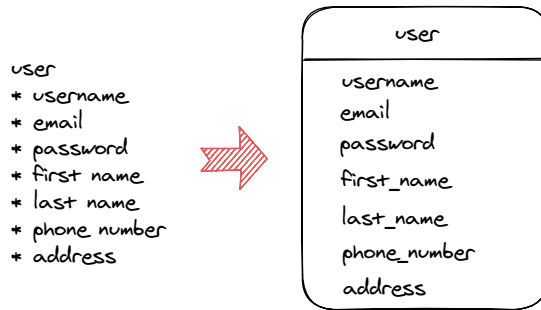 user
* username
* email
* password
* first name
* last name
* phone number
* address
user
username
email
password
first_name
last_name
phone_number
address